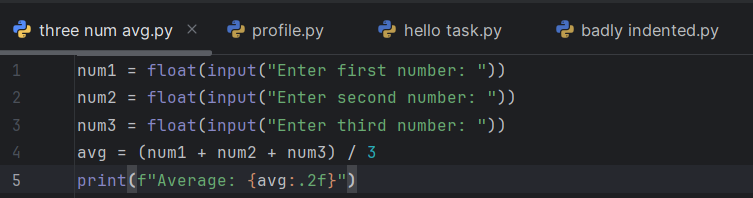 three num avg.py profile.py hello task.py badly indented.py
1 num1 = float(input("Enter first number: "))
2 num2 = float(input("Enter second number: "))
3 num3 = float(input("Enter third number: "))
4 avg = (num1 + num2 + num3) / 3
5 print(f"Average: {avg:.2f}")